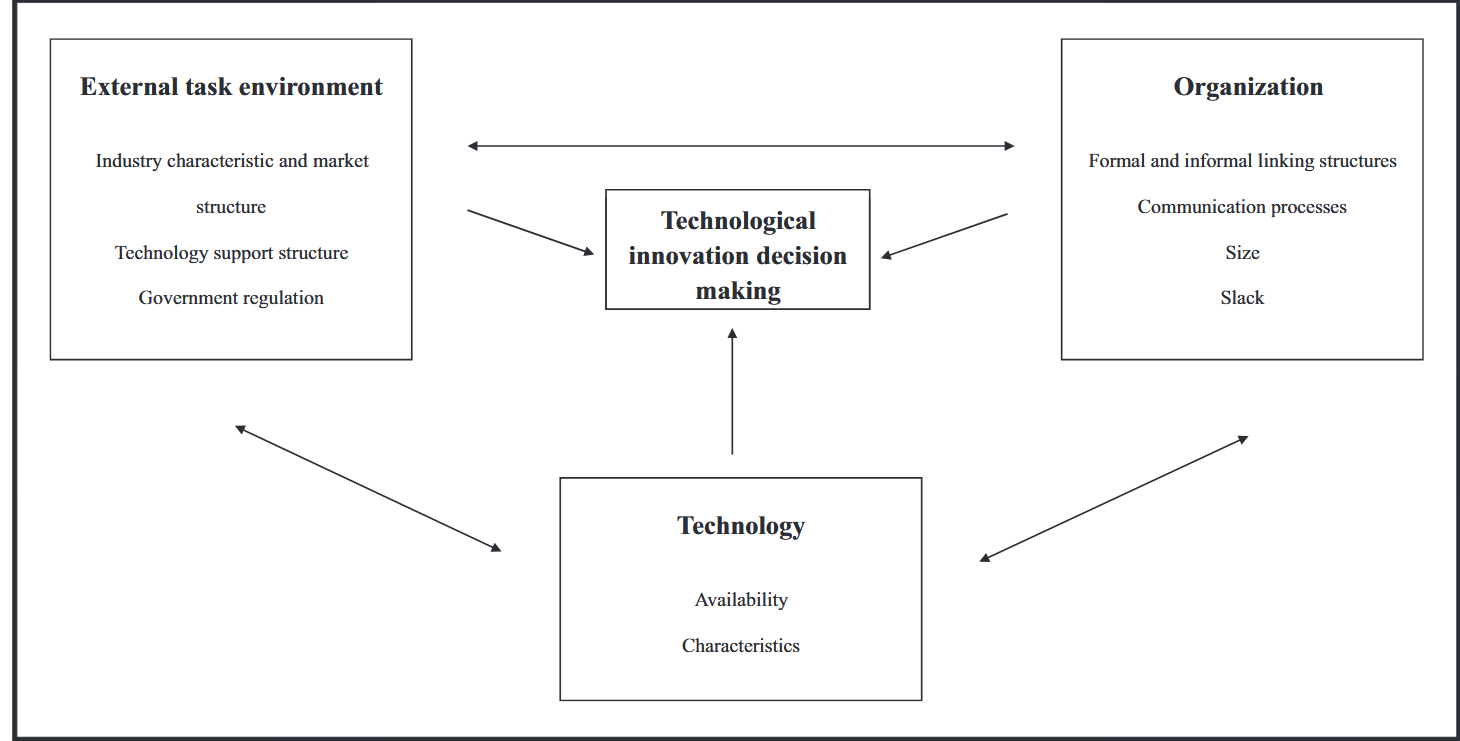 External task environment
Industry characteristic and market
structure
Technology support structure
Government regulation
Organization
Formal and informal linking structures
Communication processes
Size
Slack
Technological
innovation decision
making
Technology
Availability
Characteristics